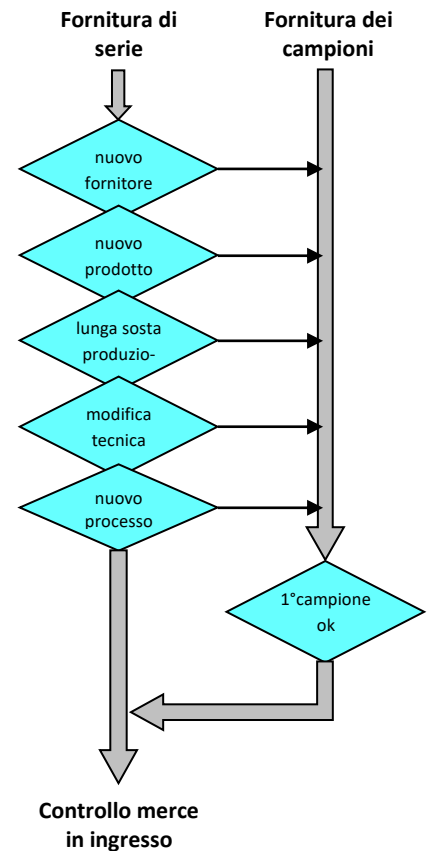 Fornitura di
serie
Fornitura dei
campioni
nuovo
fornitore
nuovo
prodotto
lunga sosta
produzio-
modifica
tecnica
nuovo
processo
1°campione
ok
Controllo merce
in ingresso